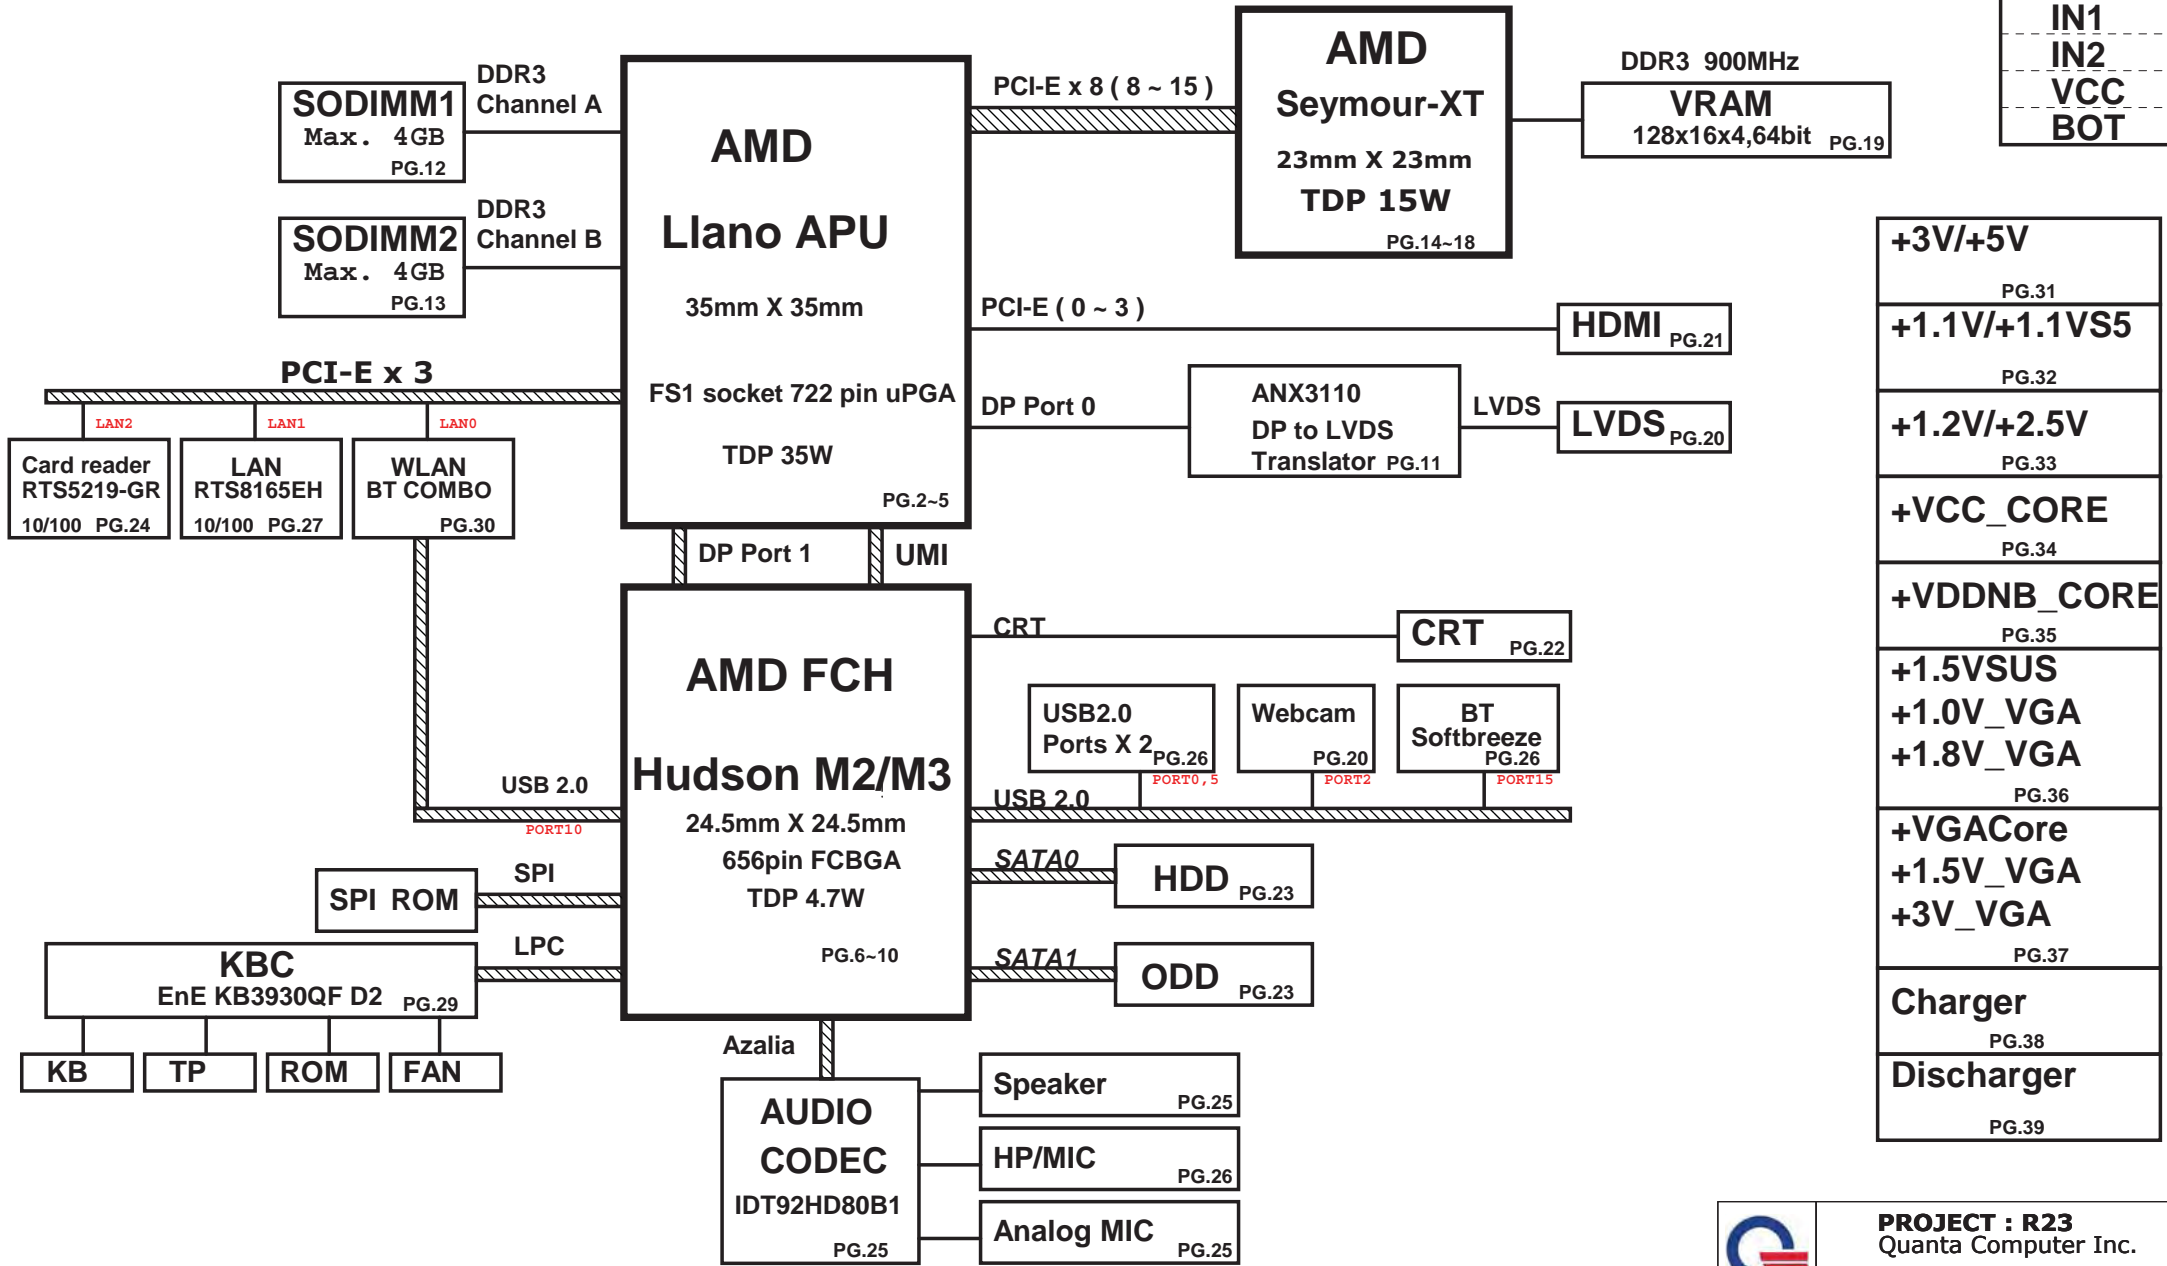 IN1
IN2
VCC
BOT
SODIMM1
Max. 4GB
PG.12
DDR3
Channel A
SODIMM2
Max. 4GB
PG.13
DDR3
Channel B
AMD
Llano APU
35mm X 35mm
FS1 socket 722 pin uPGA
TDP 35W
PG.2~5
PCI-E x 8 ( 8 ~ 15 )
AMD
Seymour-XT
23mm X 23mm
TDP 15W
PG.14~18
DDR3 900MHz
VRAM
128x16x4,64bit PG.19
PCI-E ( 0 ~ 3 )
HDMI PG.21
DP Port 0
ANX3110
DP to LVDS
Translator PG.11
LVDS
LVDS PG.20
PCI-E x 3
LAN2
LAN1
LAN0
Card reader
RTS5219-GR
10/100 PG.24
LAN
RTS8165EH
10/100 PG.27
WLAN
BT COMBO
PG.30
DP Port 1
UMI
AMD FCH
Hudson M2/M3
24.5mm X 24.5mm
656pin FCBGA
TDP 4.7W
PG.6~10
CRT
CRT PG.22
USB2.0
Ports X 2 PG.26
PORT0,5
Webcam
PG.20
PORT2
BT
Softbreeze
PG.26
PORT15
USB 2.0
USB 2.0
PORT10
SATA0
HDD PG.23
SATA1
ODD PG.23
SPI
SPI ROM
LPC
KBC
EnE KB3930QF D2 PG.29
KB
TP
ROM
FAN
Azalia
AUDIO
CODEC
IDT92HD80B1
PG.25
Speaker
PG.25
HP/MIC
PG.26
Analog MIC
PG.25
+3V/+5V
PG.31
+1.1V/+1.1VS5
PG.32
+1.2V/+2.5V
PG.33
+VCC_CORE
PG.34
+VDDNB_CORE
PG.35
+1.5VSUS
+1.0V_VGA
+1.8V_VGA
PG.36
+VGACore
+1.5V_VGA
+3V_VGA
PG.37
Charger
PG.38
Discharger
PG.39
PROJECT : R23
Quanta Computer Inc.